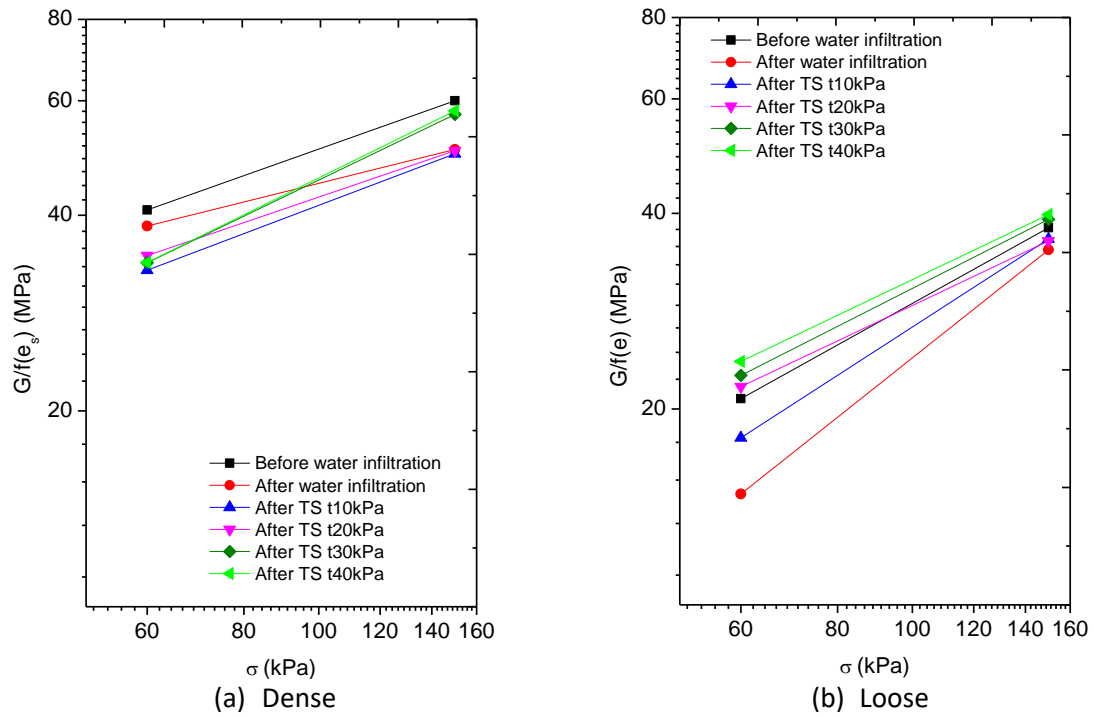 80
60
40
20
G/f(e_s) (MPa)
Before water infiltration
After water infiltration
After TS t10kPa
After TS t20kPa
After TS t30kPa
After TS t40kPa
60 80 100 120 140 160
σ (kPa)
(a) Dense
80
60
40
20
G/f(e) (MPa)
Before water infiltration
After water infiltration
After TS t10kPa
After TS t20kPa
After TS t30kPa
After TS t40kPa
60 80 100 120 140 160
σ (kPa)
(b) Loose